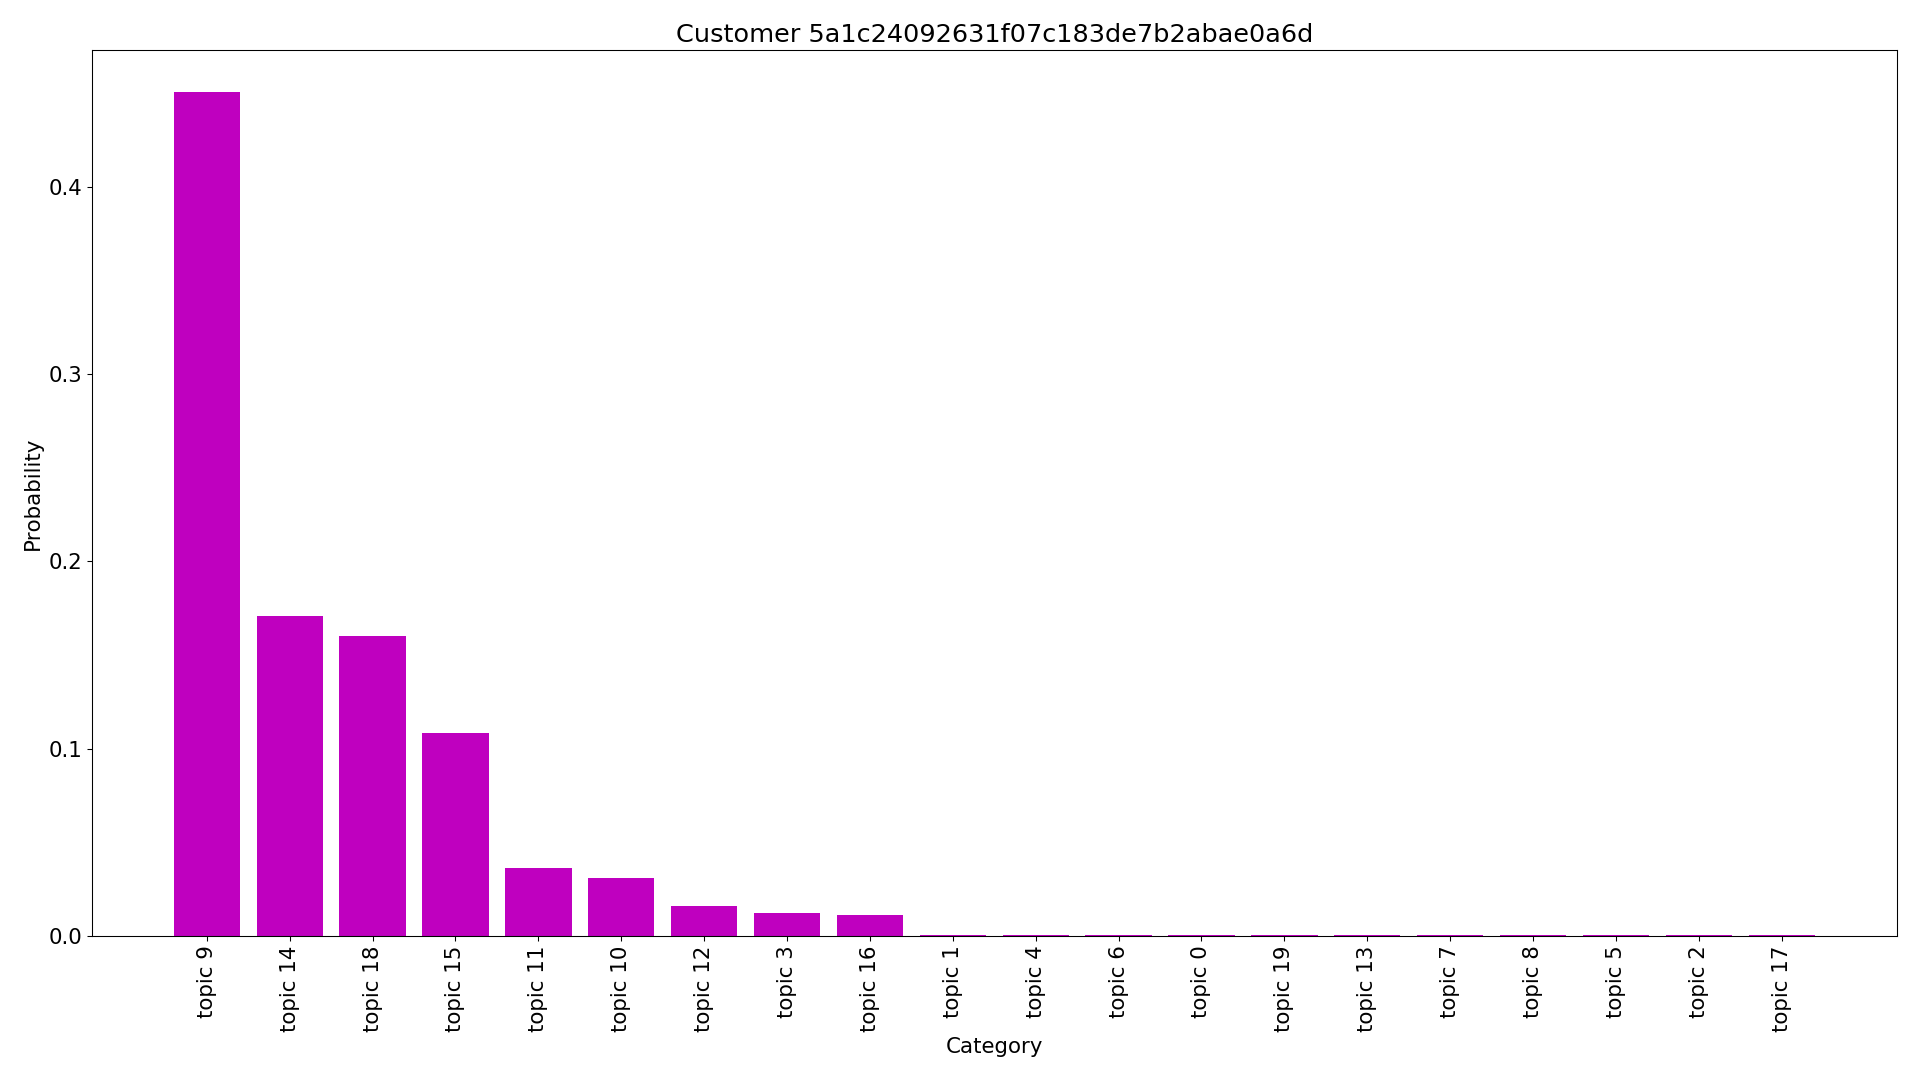 Customer 5a1c24092631f07c183de7b2abae0a6d
Probability
0.4
0.3
0.2
0.1
0.0
topic 9
topic 14
topic 18
topic 15
topic 11
topic 10
topic 12
topic 3
topic 16
topic 1
topic 4
topic 6
topic 0
topic 19
topic 13
topic 7
topic 8
topic 5
topic 2
topic 17
Category